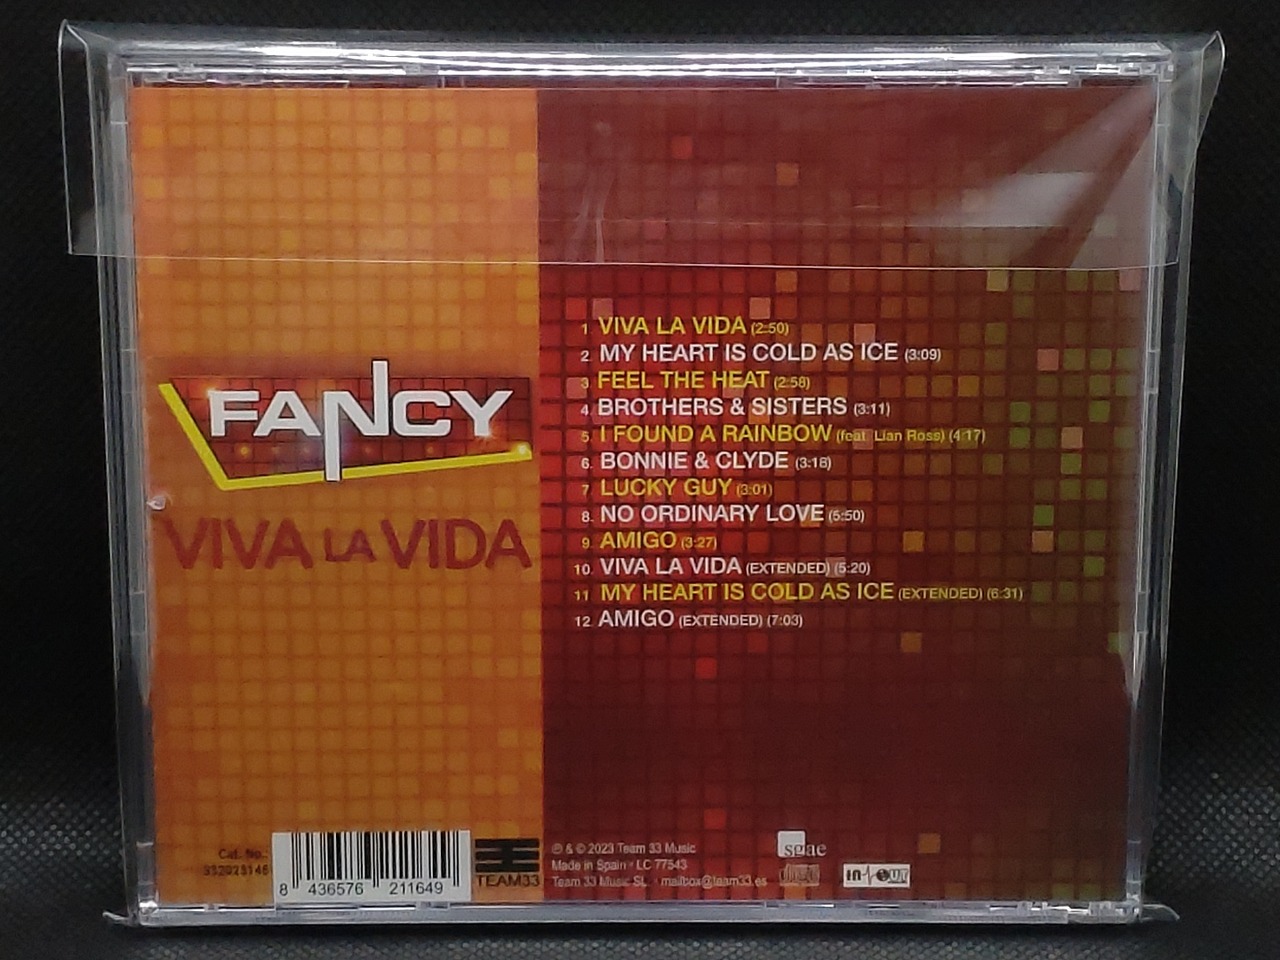 FANCY
VIVA LA VIDA
1. VIVA LA VIDA (2:50)
2. MY HEART IS COLD AS ICE (3:09)
3 FEEL THE HEAT (2:58)
4. BROTHERS & SISTERS (3:11)
5. I FOUND A RAINBOW (feat. Lian Ross) (4:17)
6. BONNIE & CLYDE (3:18)
7 LUCKY GUY (3:01)
8. NO ORDINARY LOVE (5:50)
9. AMIGO (3:27)
10. VIVA LA VIDA (EXTENDED) (5:20)
11 MY HEART IS COLD AS ICE (EXTENDED) (6:31)
12. AMIGO (EXTENDED) (7:03)
Cat. No.:
8 436576 211649
TEAM33
℗ & © 2023 Team 33 Music
Made in Spain · LC 77543
Team 33 Music SL. · mailbox@team33.es
sgae